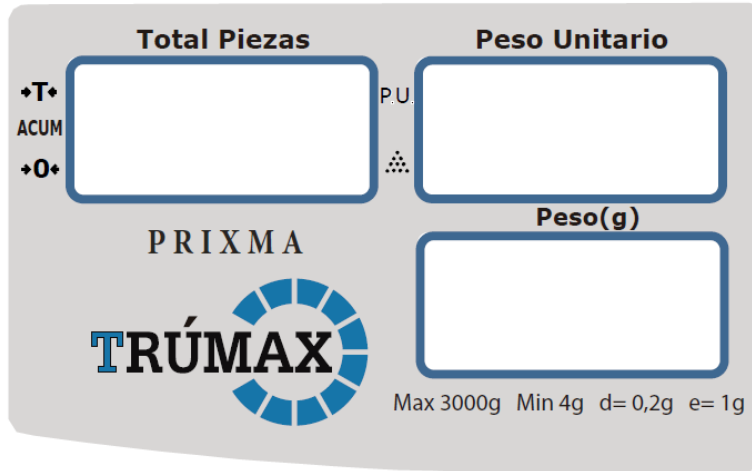 Total Piezas
Peso Unitario
→T←
P.U.
ACUM
→0←
Peso(g)
PRIXMA
TRÚMAX
Max 3000g Min 4g d= 0,2g e= 1g